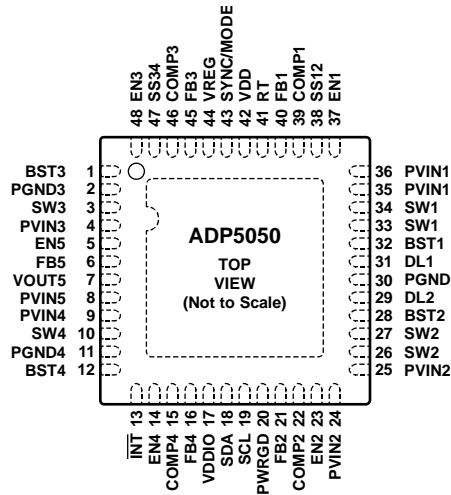 48 EN3
47 SS34
46 COMP3
45 FB3
44 VREG
43 SYNC/MODE
42 VDD
41 RT
40 FB1
39 COMP1
38 SS12
37 EN1
BST3 1
PGND3 2
SW3 3
PVIN3 4
EN5 5
FB5 6
VOUT5 7
PVIN5 8
PVIN4 9
SW4 10
PGND4 11
BST4 12
ADP5050
TOP
VIEW
(Not to Scale)
36 PVIN1
35 PVIN1
34 SW1
33 SW1
32 BST1
31 DL1
30 PGND
29 DL2
28 BST2
27 SW2
26 SW2
25 PVIN2
INT 13
EN4 14
COMP4 15
FB4 16
VDDIO 17
SDA 18
SCL 19
PWRGD 20
FB2 21
COMP2 22
EN2 23
PVIN2 24